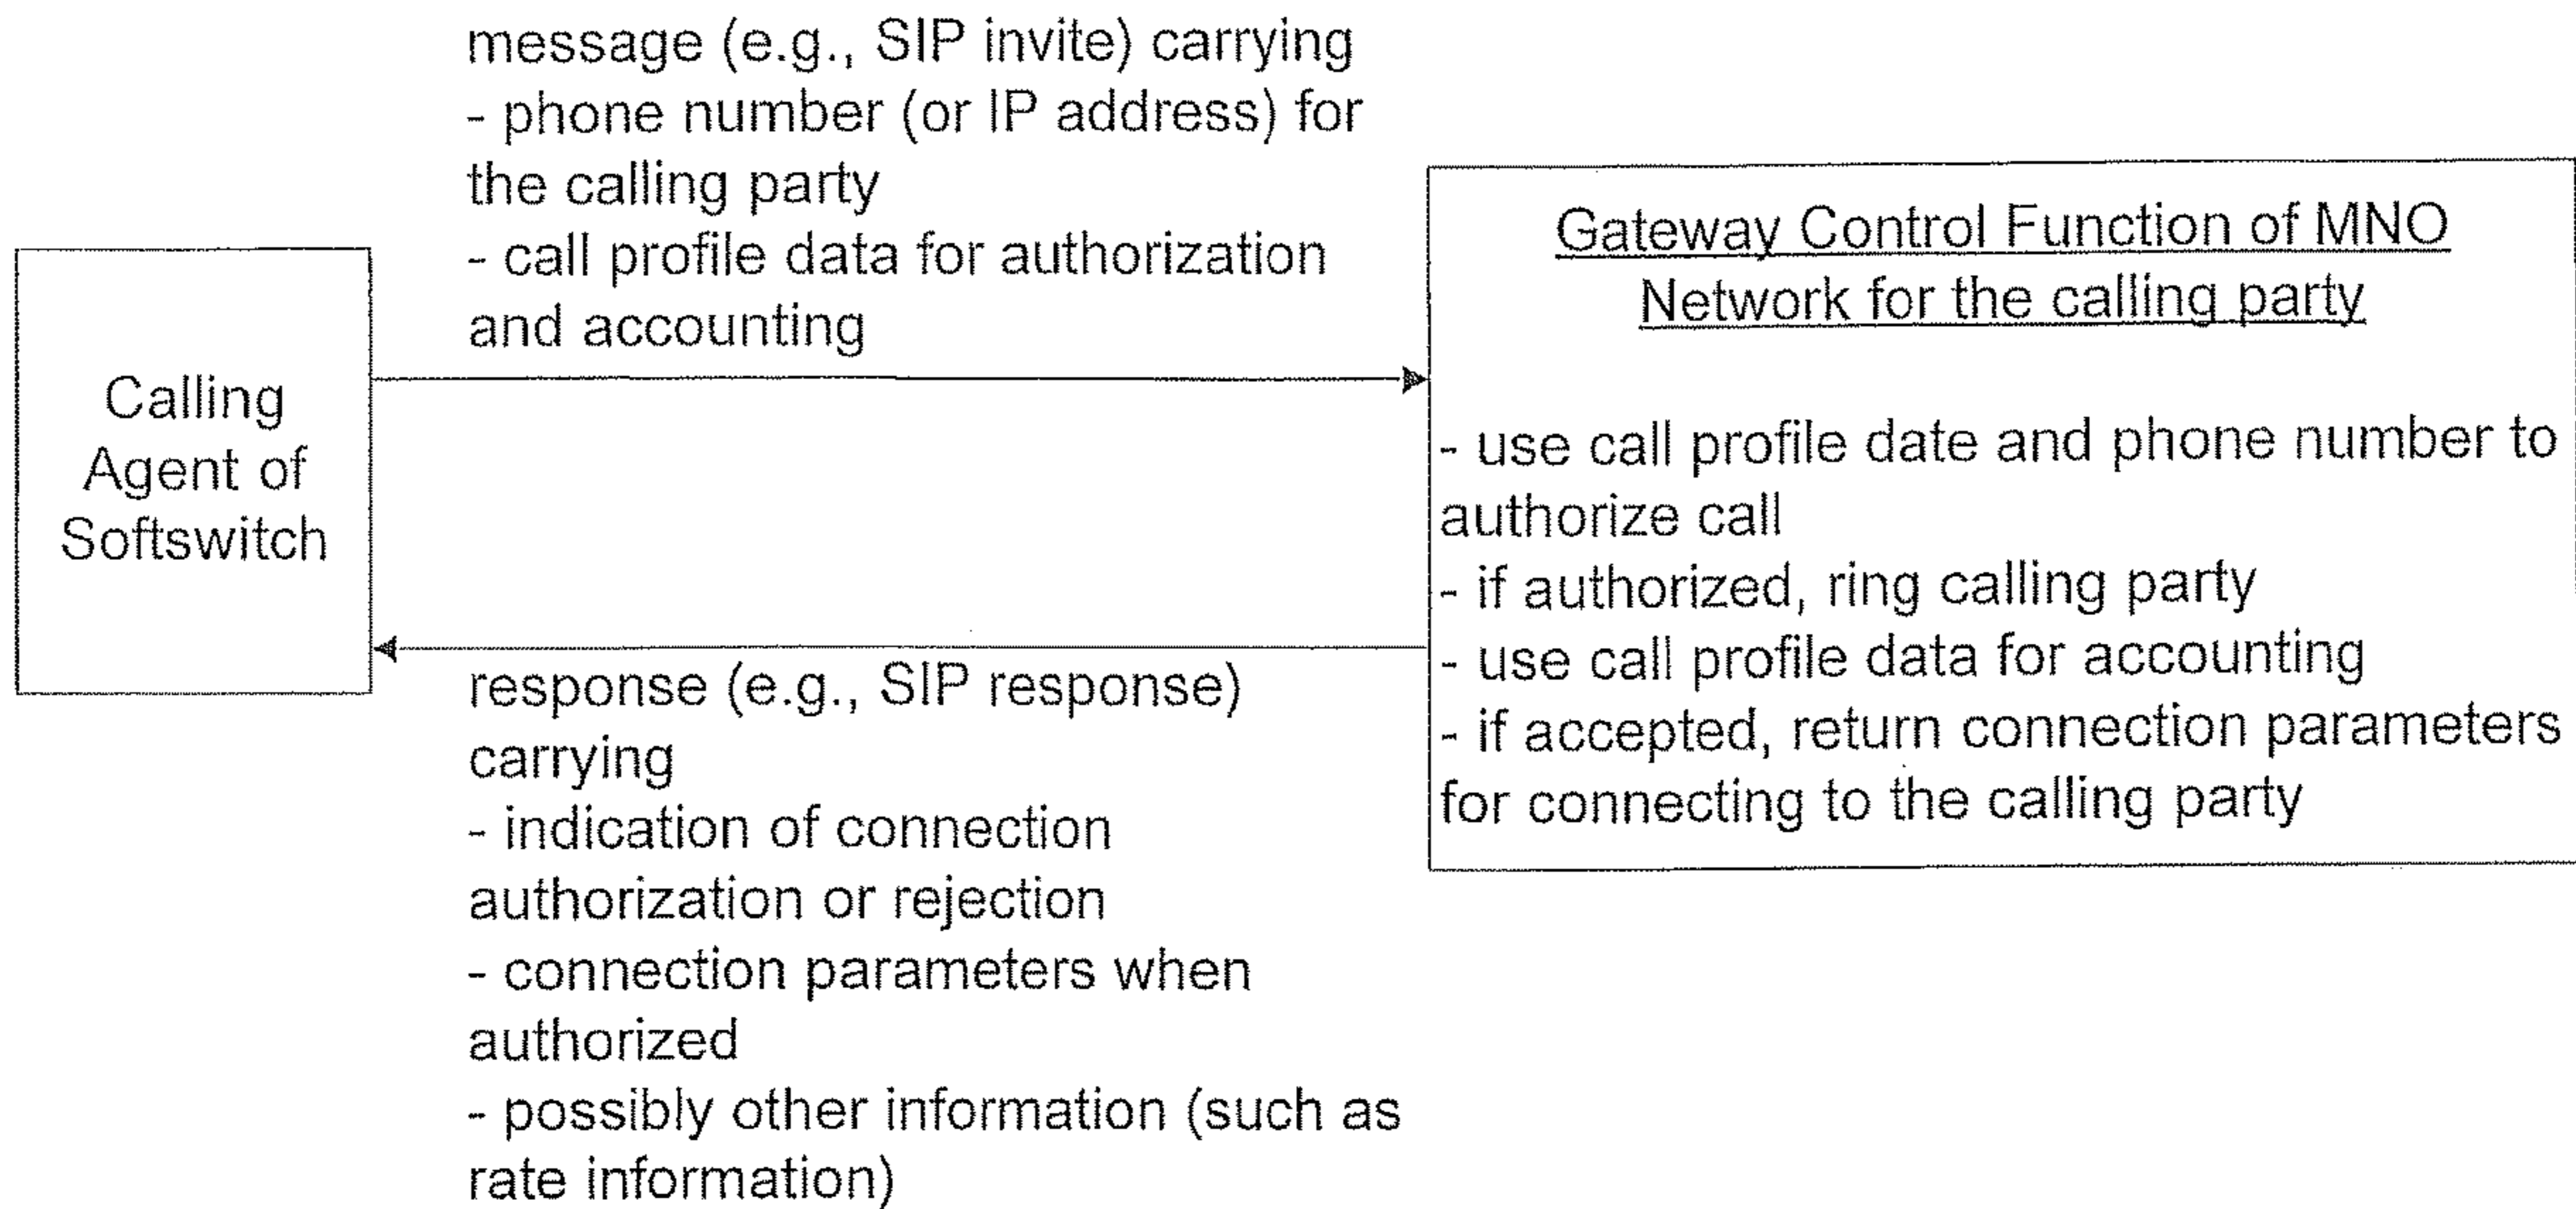 message (e.g., SIP invite) carrying
- phone number (or IP address) for
the calling party
- call profile data for authorization
and accounting
Calling
Agent of
Softswitch
Gateway Control Function of MNO
Network for the calling party
- use call profile date and phone number to
authorize call
- if authorized, ring calling party
- use call profile data for accounting
- if accepted, return connection parameters
for connecting to the calling party
response (e.g., SIP response)
carrying
- indication of connection
authorization or rejection
- connection parameters when
authorized
- possibly other information (such as
rate information)